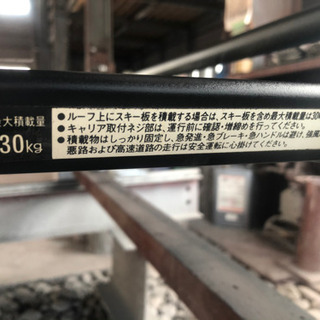 最大積載量
30kg
●ルーフ上にスキー板を積載する場合は、スキー板を含め最大積載量は30
●キャリア取付ネジ部は、運行前に確認・増締めを行ってください。
●積載物はしっかり固定し、急発進・急ブレーキ・急ハンドルは避け、強風
悪路および高速道路の走行は安全運転に心掛けてください。